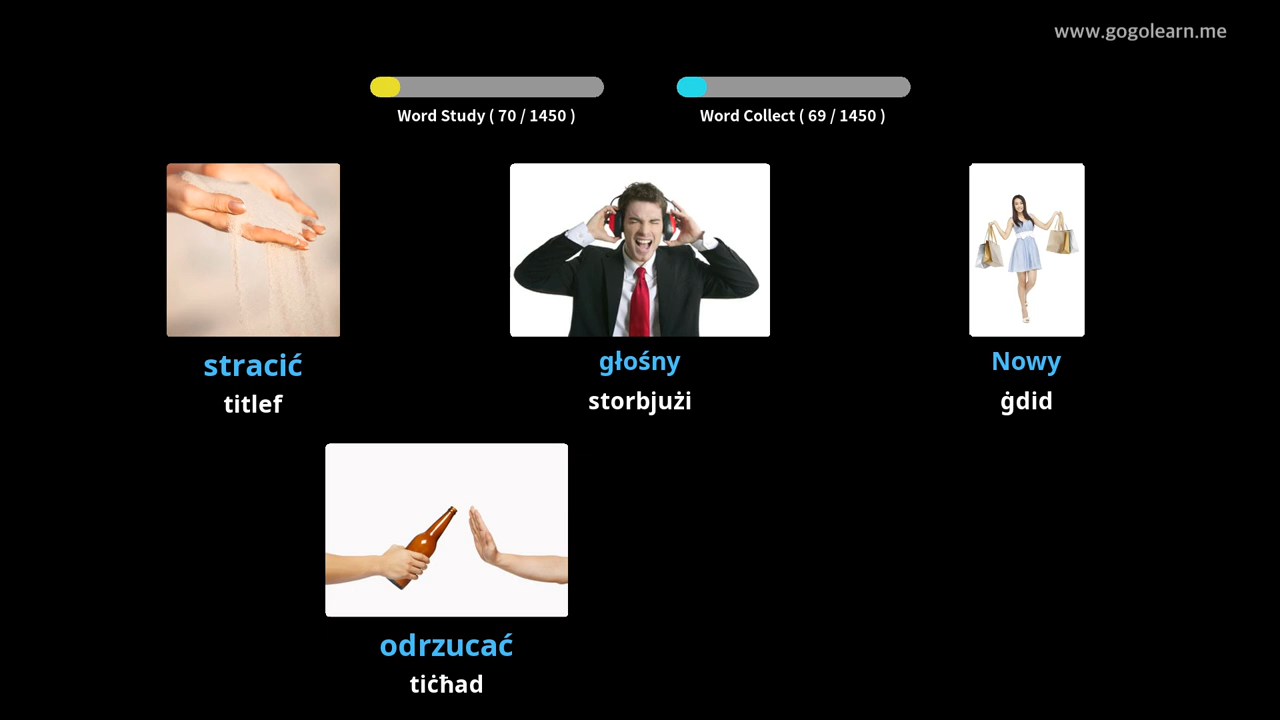 www.gogolearn.me
Word Study ( 70 / 1450 )
Word Collect ( 69 / 1450 )
stracić
titlef
głośny
storbjużi
Nowy
ġdid
odrzucać
tiċħad